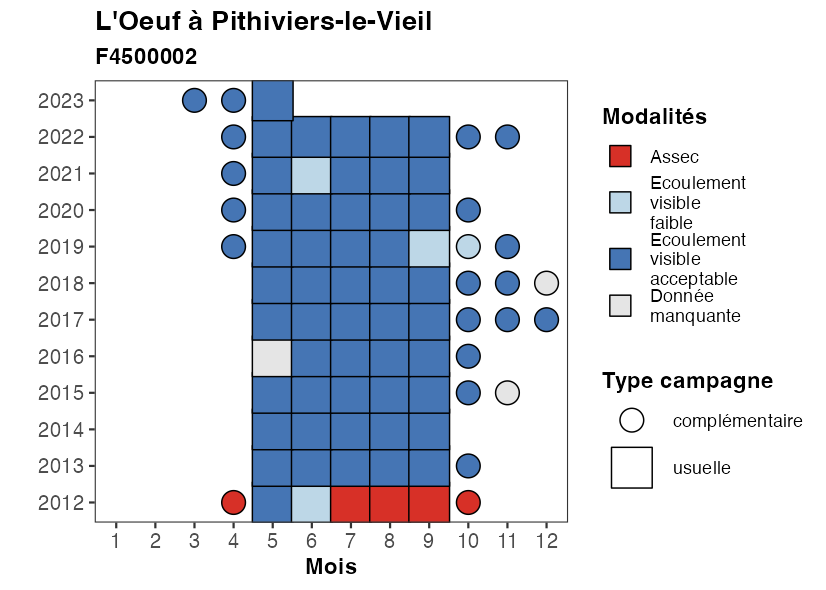 L'Oeuf à Pithiviers-le-Vieil
F4500002
2023
2022
2021
2020
2019
2018
2017
2016
2015
2014
2013
2012
1 2 3 4 5 6 7 8 9 10 11 12
Mois
Modalités
Assec
Ecoulement
visible
faible
Ecoulement
visible
acceptable
Donnée
manquante
Type campagne
complémentaire
usuelle